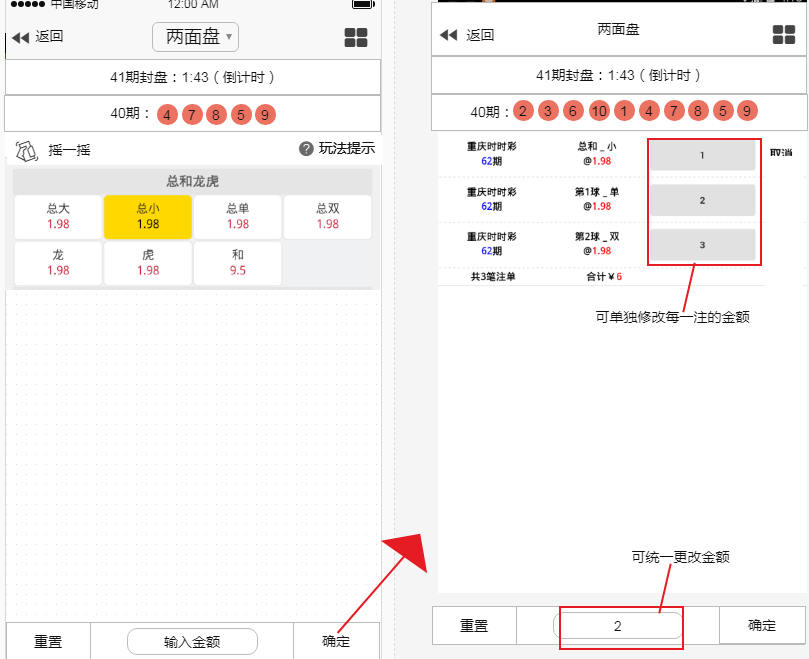 中国移动 12:00 AM
返回
两面盘
41期封盘：1:43（倒计时）
40期： 4 7 8 5 9
摇一摇
? 玩法提示
总和龙虎
总大 总小 总单 总双
1.98 1.98 1.98 1.98
龙 虎 和
1.98 1.98 9.5
重置 输入金额 确定
返回
两面盘
41期封盘：1:43（倒计时）
40期： 2 3 6 10 1 4 7 8 5 9
重庆时时彩 总和 _ 小
62期 @1.98
1
取消
重庆时时彩 第1球 _ 单
62期 @1.98
2
重庆时时彩 第2球 _ 双
62期 @1.98
3
共3笔注单 合计￥6
可单独修改每一注的金额
可统一更改金额
重置 2 确定